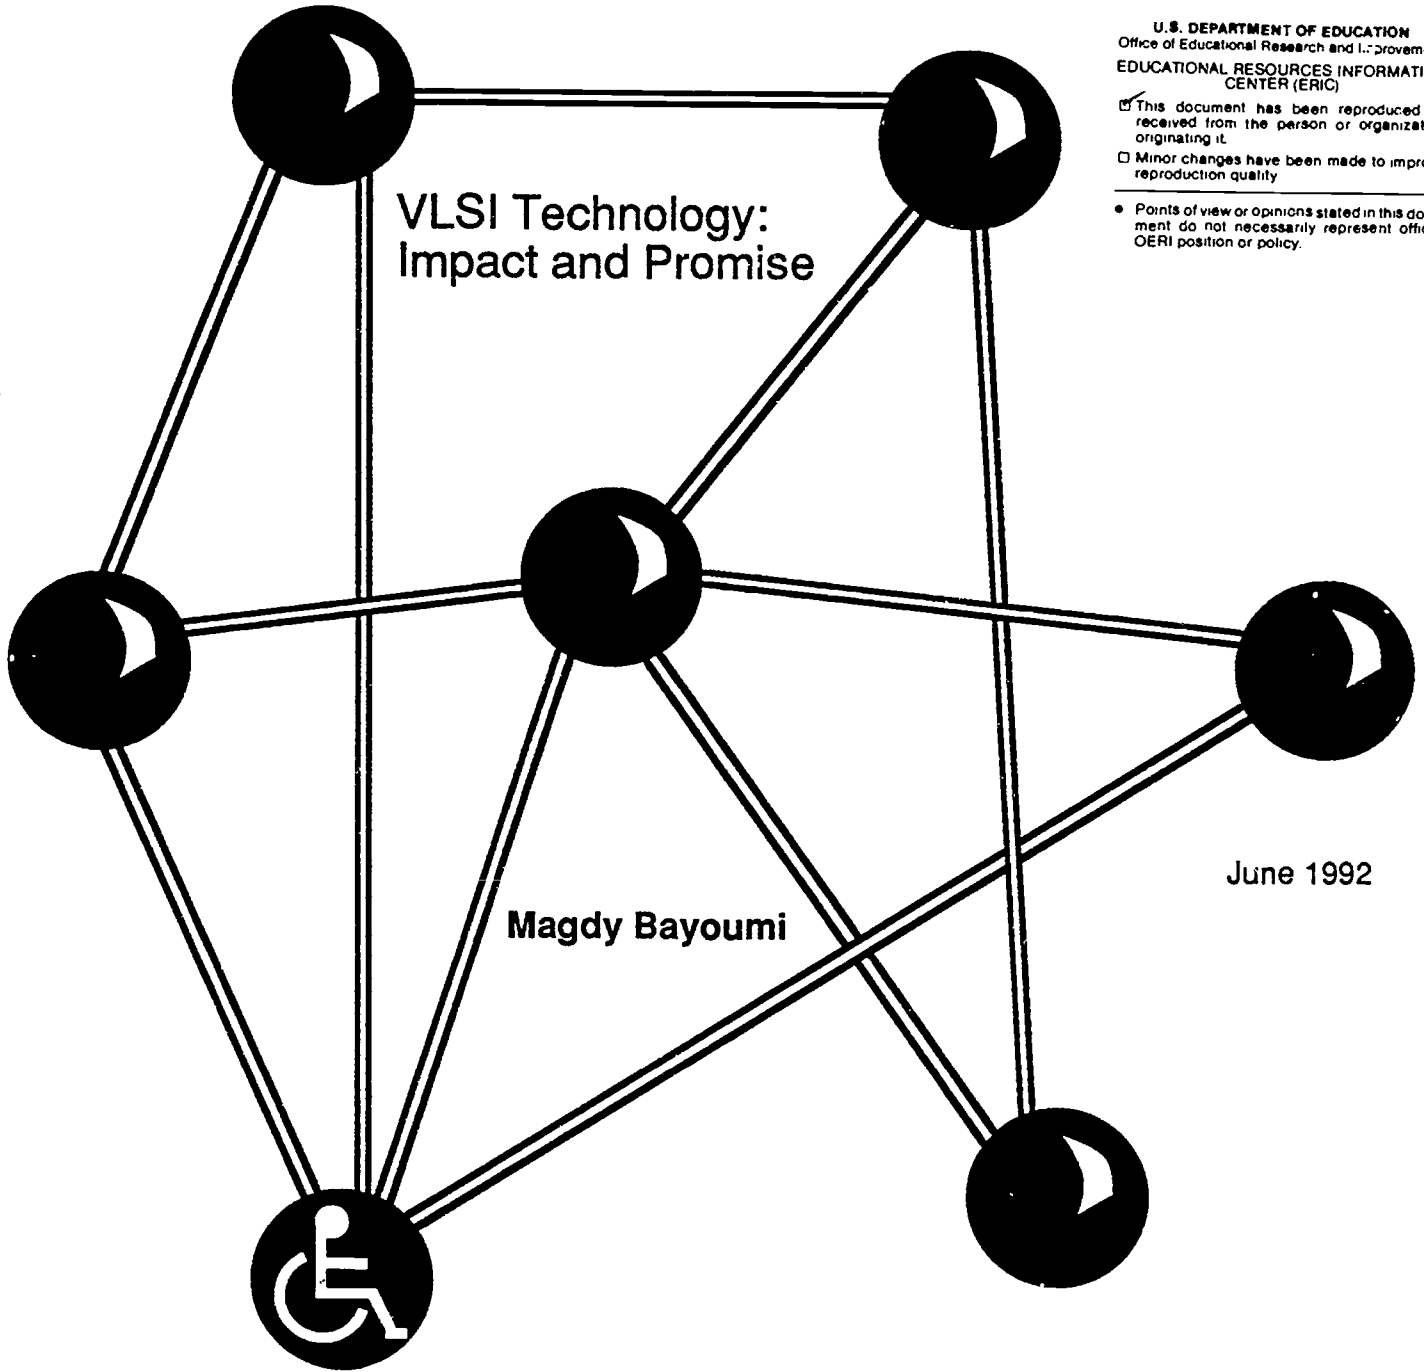 U.S. DEPARTMENT OF EDUCATION
Office of Educational Research and
EDUCATIONAL RESOURCES
CENTER (ERIC)
This document has been reproduced
received from the person or
originating it.
Minor changes have been made to
reproduction quality
• Points of view or opinions stated in this
ment do not necessarily represent
OERI position or policy.
VLSI Technology:
Impact and Promise
June 1992
Magdy Bayoumi